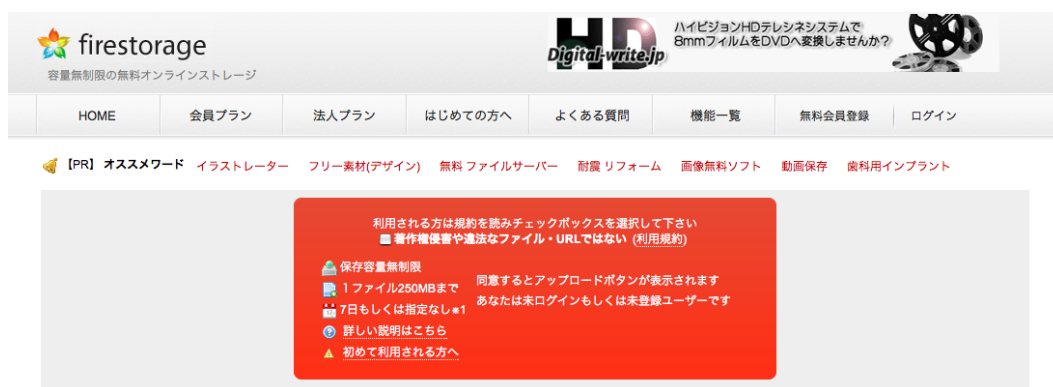 firestorage
容量無制限の無料オンラインストレージ
HD
Digital-write.jp
ハイビジョンHDテレシネシステムで
8mmフィルムをDVDへ変換しませんか?
HOME 会員プラン 法人プラン はじめての方へ よくある質問 機能一覧 無料会員登録 ログイン
【PR】 オススメワード イラストレーター フリー素材(デザイン) 無料 ファイルサーバー 耐震 リフォーム 画像無料ソフト 動画保存 歯科用インプラント
利用される方は規約を読みチェックボックスを選択して下さい
著作権侵害や違法なファイル・URLではない (利用規約)
保存容量無制限
1ファイル250MBまで
7日もしくは指定なし※1
詳しい説明はこちら
初めて利用される方へ
同意するとアップロードボタンが表示されます
あなたは未ログインもしくは未登録ユーザーです